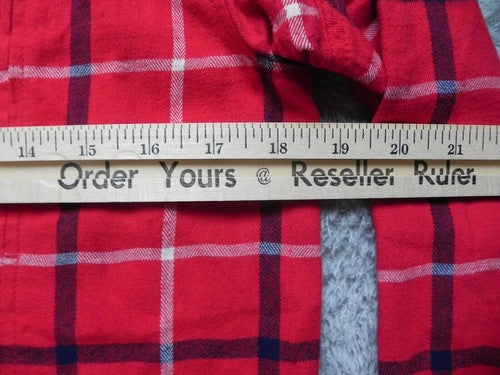 14 15 16 17 18 19 20 21
Order Yours @ Reseller Ruler